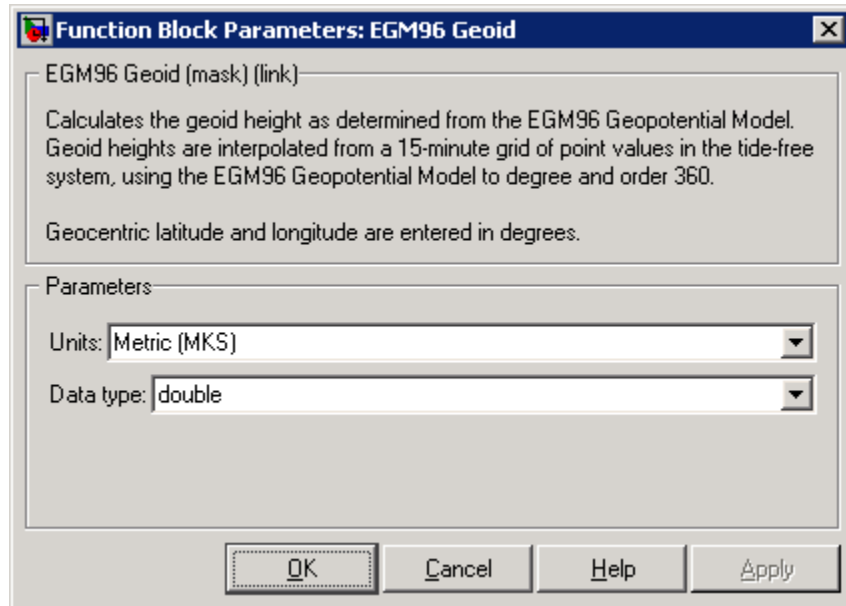 Function Block Parameters: EGM96 Geoid
EGM96 Geoid (mask) (link)
Calculates the geoid height as determined from the EGM96 Geopotential Model.
Geoid heights are interpolated from a 15-minute grid of point values in the tide-free
system, using the EGM96 Geopotential Model to degree and order 360.
Geocentric latitude and longitude are entered in degrees.
Parameters
Units: Metric (MKS)
Data type: double
OK Cancel Help Apply